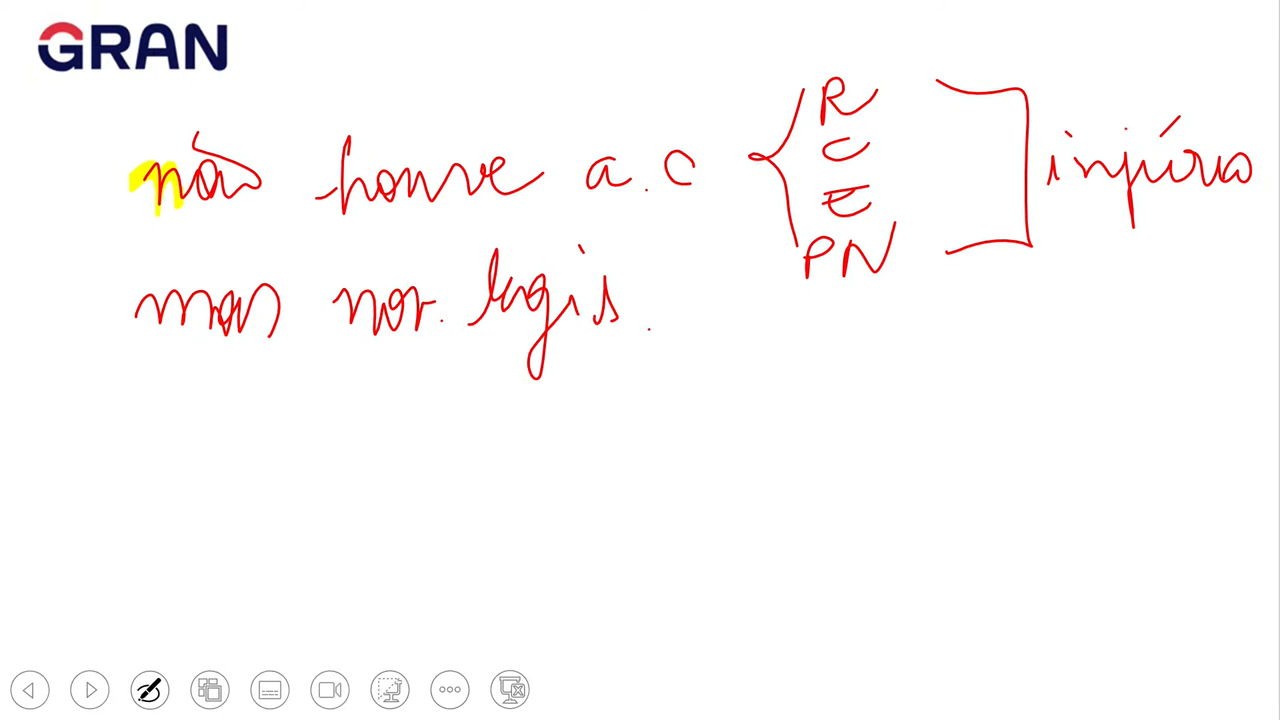 GRAN
não houve a.c { R
C
E
PN ] injúria
mas nor. legis.